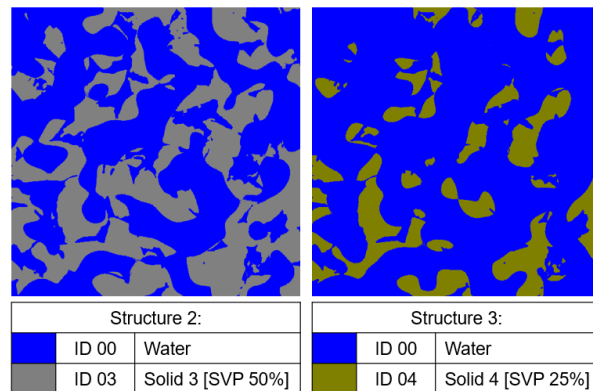 Structure 2:
ID 00 Water
ID 03 Solid 3 [SVP 50%]
Structure 3:
ID 00 Water
ID 04 Solid 4 [SVP 25%]